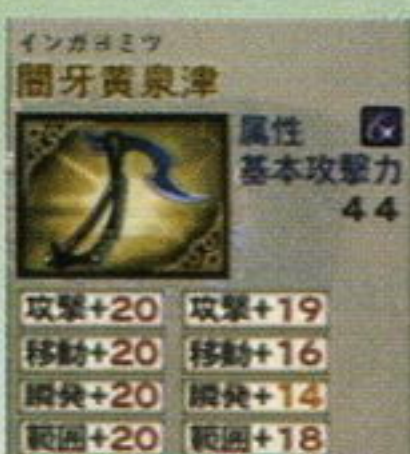 インガヨミツ
闇牙黄泉津
属性
基本攻撃力
44
攻撃+20 攻撃+19
移動+20 移動+16
瞬発+20 瞬発+14
範囲+20 範囲+18